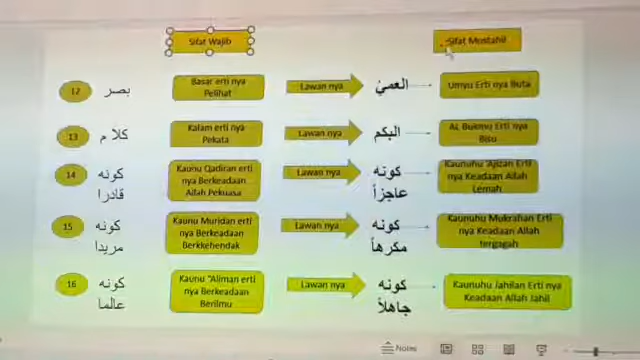 Sifat Wajib
Sifat Mostahil
12 بصر Basar erti nya Pelihat Lawan nya العميُ Umyu Erti nya Buta
13 كلا م Kalam erti nya Pekata Lawan nya البكم AL Bukmu Erti nya Bisu
14 كونه قادرا Kaunu Qadiran erti nya Berkeadaan Allah Pekuasa Lawan nya كونه عاجزاً Kaunuhu 'Ajizan Erti nya Keadaan Allah Lemah
15 كونه مريدا Kaunu Muridan erti nya Berkeadaan Berkkehendak Lawan nya كونه مكرهاً Kaunuhu Mukrahan Erti nya Keadaan Allah tergagah
16 كونه عالما Kaunu "Aliman erti nya Berkeadaan Berilmu Lawan nya كونه جاهلاً Kaunuhu Jahilan Erti nya Keadaan Allah Jahil
Notes